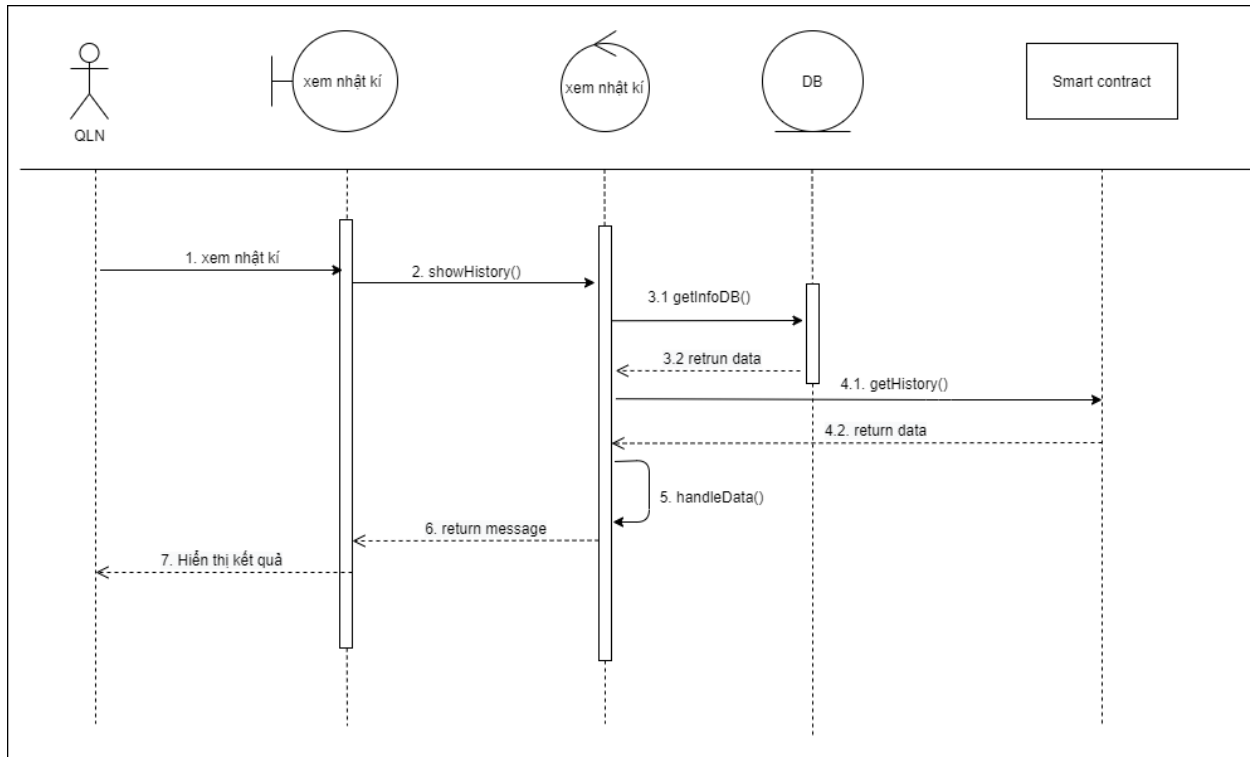 xem nhật kí
xem nhật kí
DB
Smart contract
QLN
1. xem nhật kí
2. showHistory()
3.1 getInfoDB()
3.2 retrun data
4.1. getHistory()
4.2. return data
5. handleData()
6. return message
7. Hiển thị kết quả